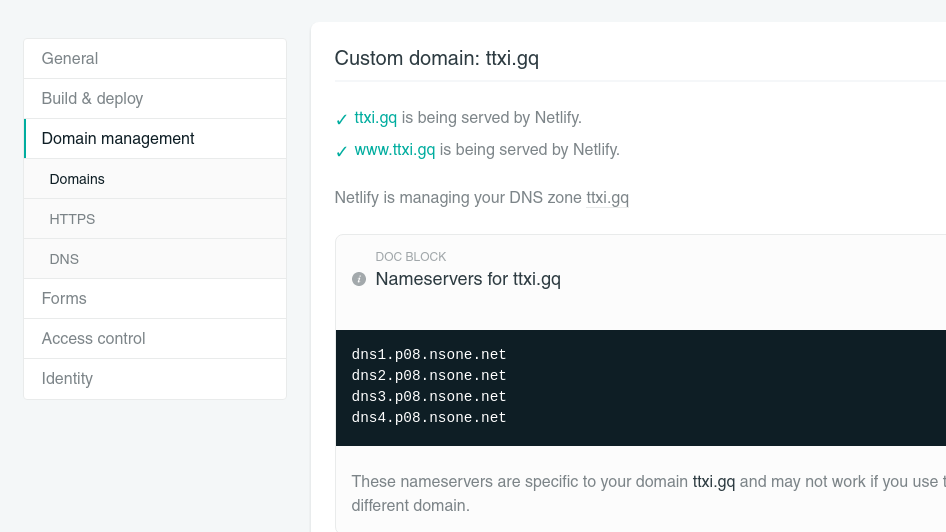 General
Build & deploy
Domain management
Domains
HTTPS
DNS
Forms
Access control
Identity
Custom domain: ttxi.gq
✓ ttxi.gq is being served by Netlify.
✓ www.ttxi.gq is being served by Netlify.
Netlify is managing your DNS zone ttxi.gq
DOC BLOCK
Nameservers for ttxi.gq
dns1.p08.nsone.net
dns2.p08.nsone.net
dns3.p08.nsone.net
dns4.p08.nsone.net
These nameservers are specific to your domain ttxi.gq and may not work if you use
different domain.